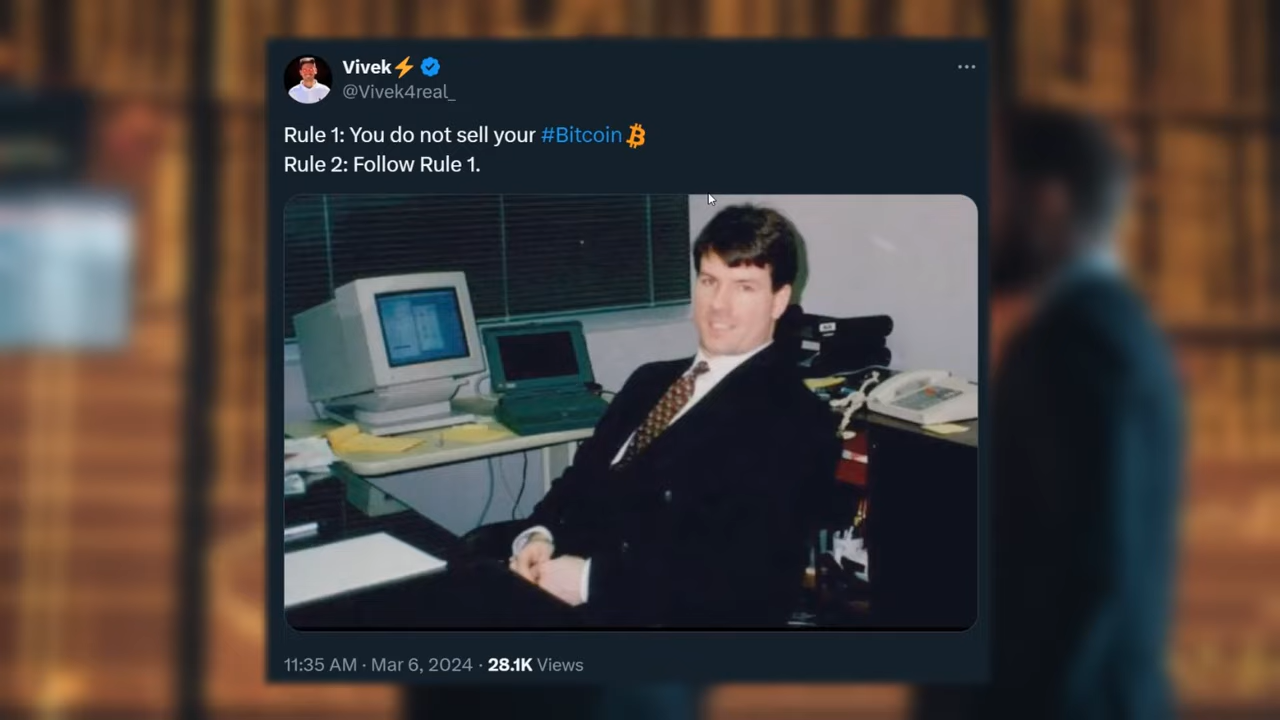 Vivek⚡
@Vivek4real_
Rule 1: You do not sell your #Bitcoin
Rule 2: Follow Rule 1.
11:35 AM · Mar 6, 2024 · 28.1K Views